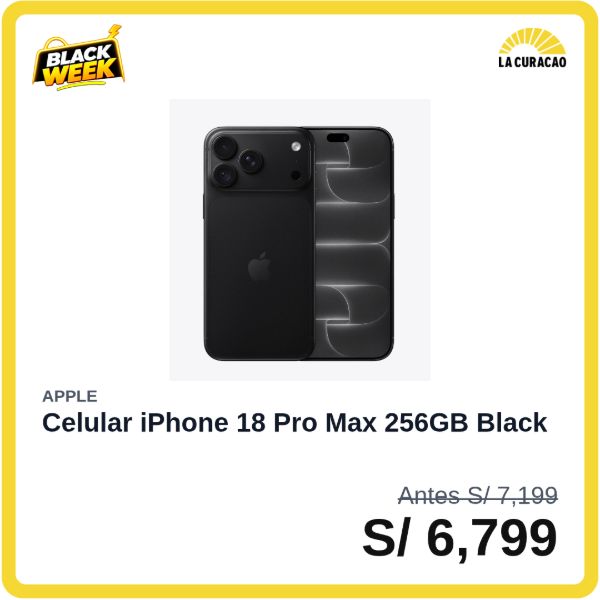 BLACK
WEEK
LA CURACAO
APPLE
Celular iPhone 18 Pro Max 256GB Black
Antes S/ 7,199
S/ 6,799